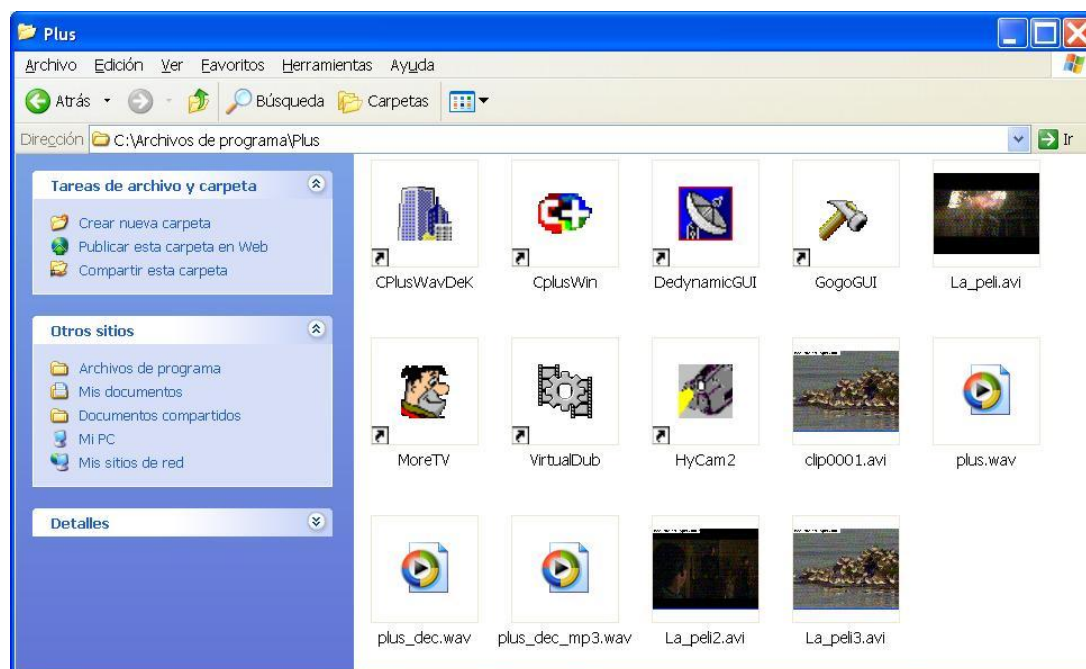 Plus
Archivo Edición Ver Favoritos Herramientas Ayuda
Atrás Búsqueda Carpetas
Dirección C:\Archivos de programa\Plus Ir
Tareas de archivo y carpeta
Crear nueva carpeta
Publicar esta carpeta en Web
Compartir esta carpeta
Otros sitios
Archivos de programa
Mis documentos
Documentos compartidos
Mi PC
Mis sitios de red
Detalles
CPlusWavDeK CplusWin DedynamicGUI GogoGUI La_peli.avi
MoreTV VirtualDub HyCam2 clip0001.avi plus.wav
plus_dec.wav plus_dec_mp3.wav La_peli2.avi La_peli3.avi